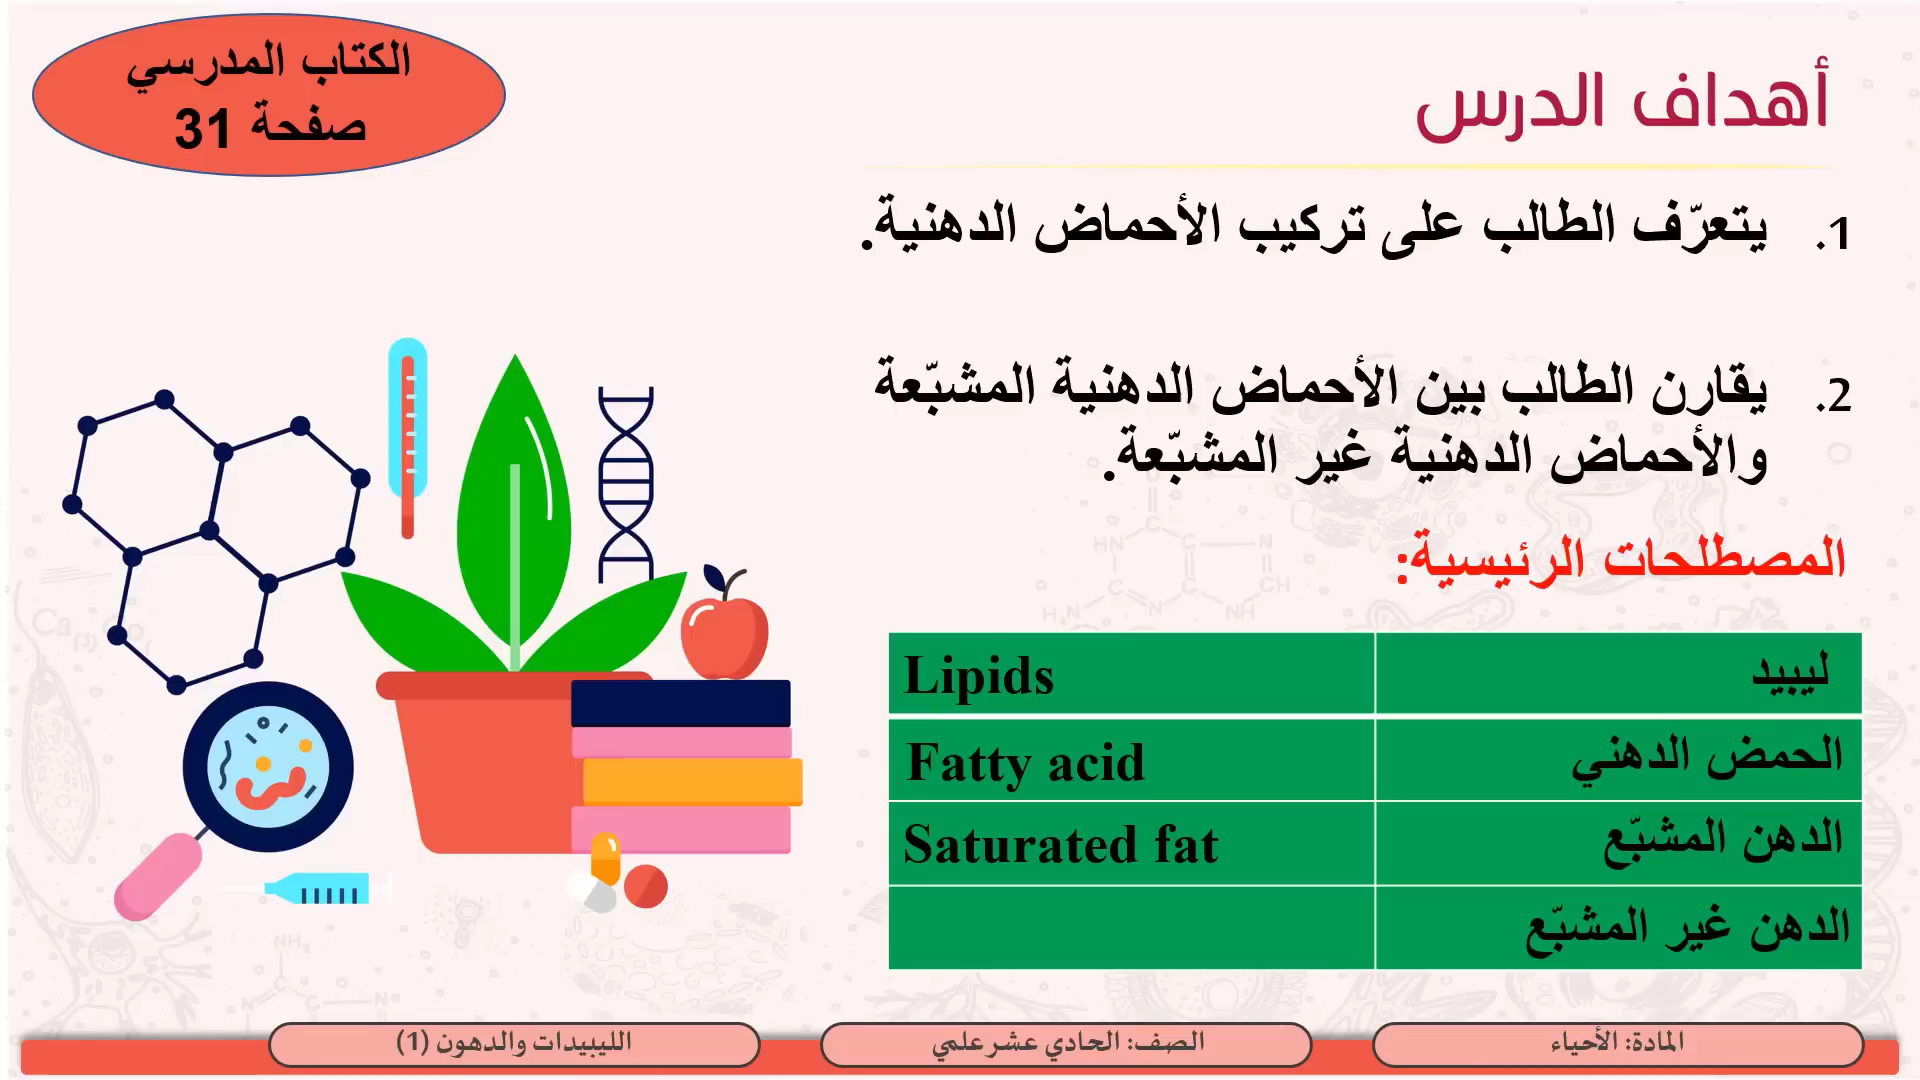 الكتاب المدرسي
صفحة 31
أهداف الدرس
1. يتعرّف الطالب على تركيب الأحماض الدهنية.
2. يقارن الطالب بين الأحماض الدهنية المشبّعة
والأحماض الدهنية غير المشبّعة.
المصطلحات الرئيسية:
ليبيد Lipids
الحمض الدهني Fatty acid
الدهن المشبّع Saturated fat
الدهن غير المشبّع
المادة: الأحياء
الصف: الحادي عشر علمي
الليبيدات والدهون (1)